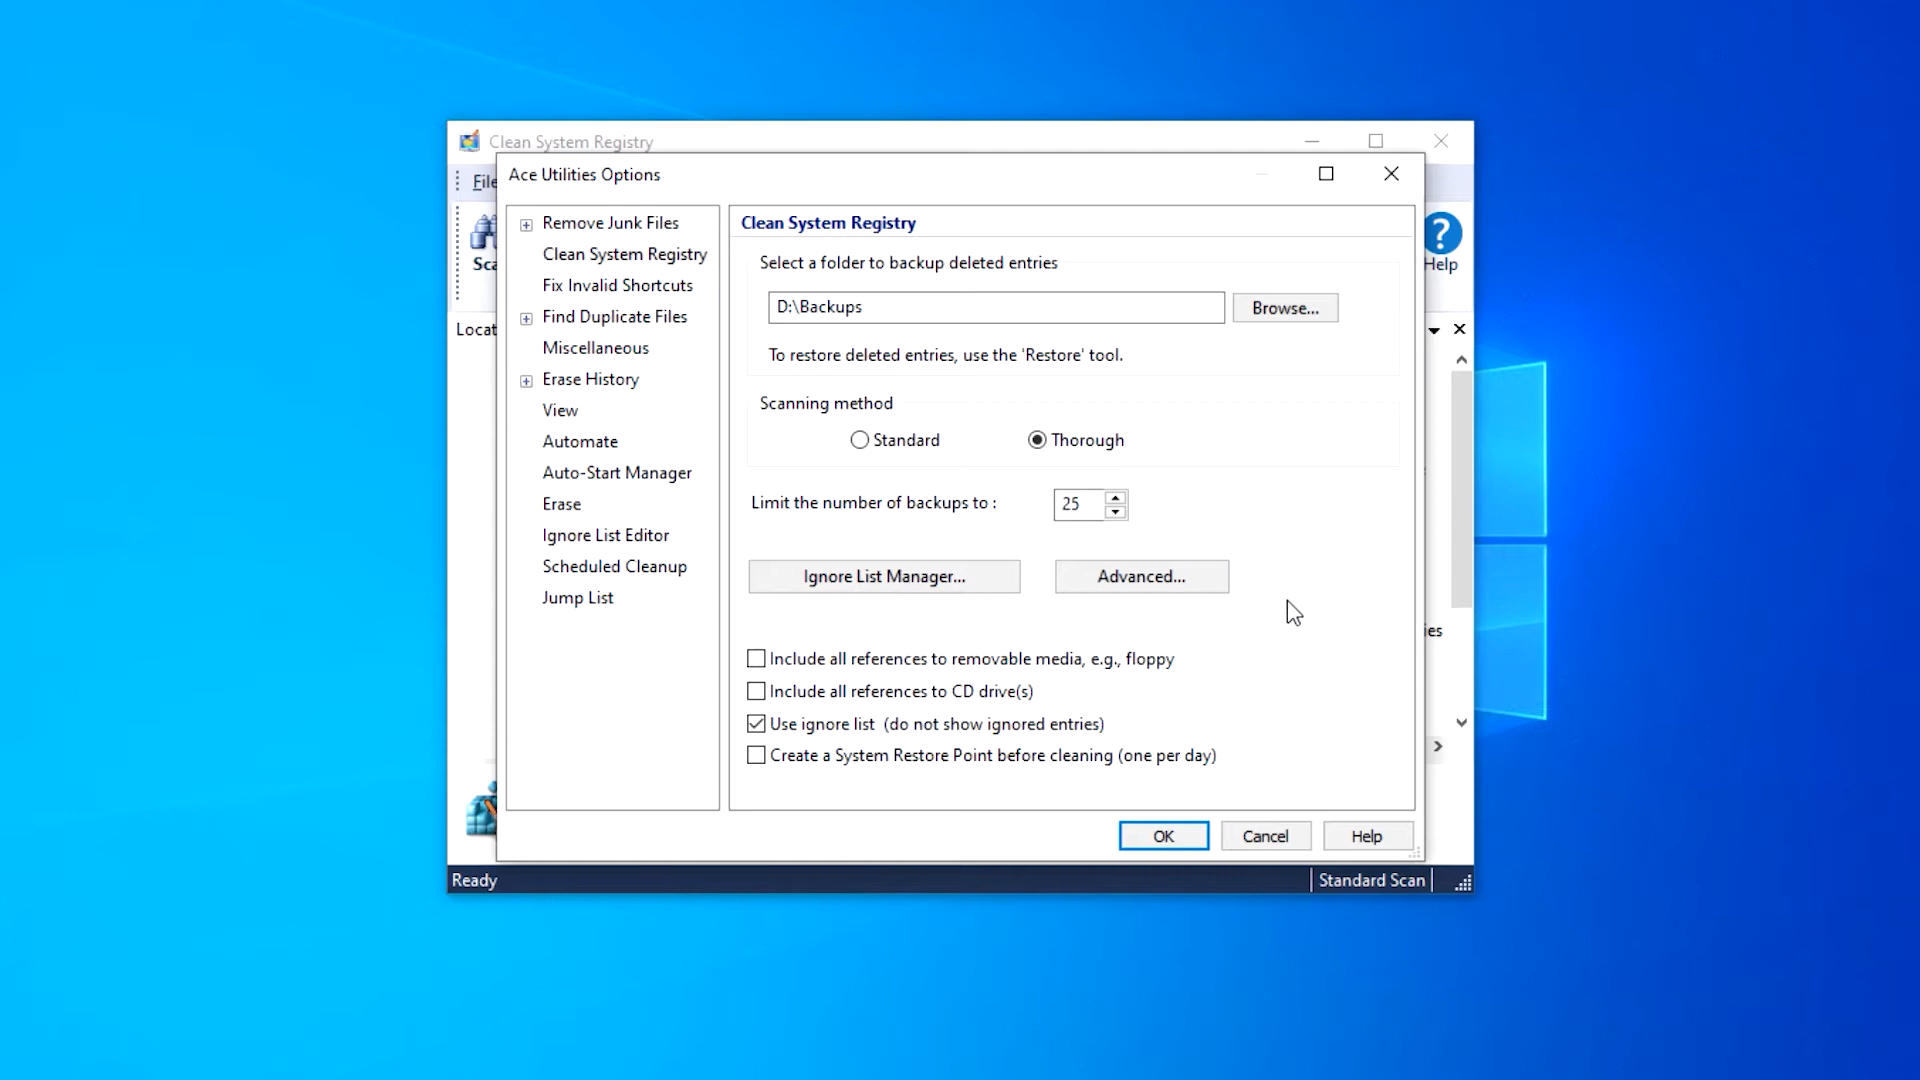 Clean System Registry
Ace Utilities Options
File
Remove Junk Files
Clean System Registry
Fix Invalid Shortcuts
Find Duplicate Files
Miscellaneous
Erase History
View
Automate
Auto-Start Manager
Erase
Ignore List Editor
Scheduled Cleanup
Jump List
Clean System Registry
Select a folder to backup deleted entries
D:\Backups
Browse...
To restore deleted entries, use the 'Restore' tool.
Scanning method
Standard
Thorough
Limit the number of backups to :
25
Ignore List Manager...
Advanced...
Include all references to removable media, e.g., floppy
Include all references to CD drive(s)
Use ignore list (do not show ignored entries)
Create a System Restore Point before cleaning (one per day)
OK
Cancel
Help
Sca
Help
Locat
ies
Ready
Standard Scan